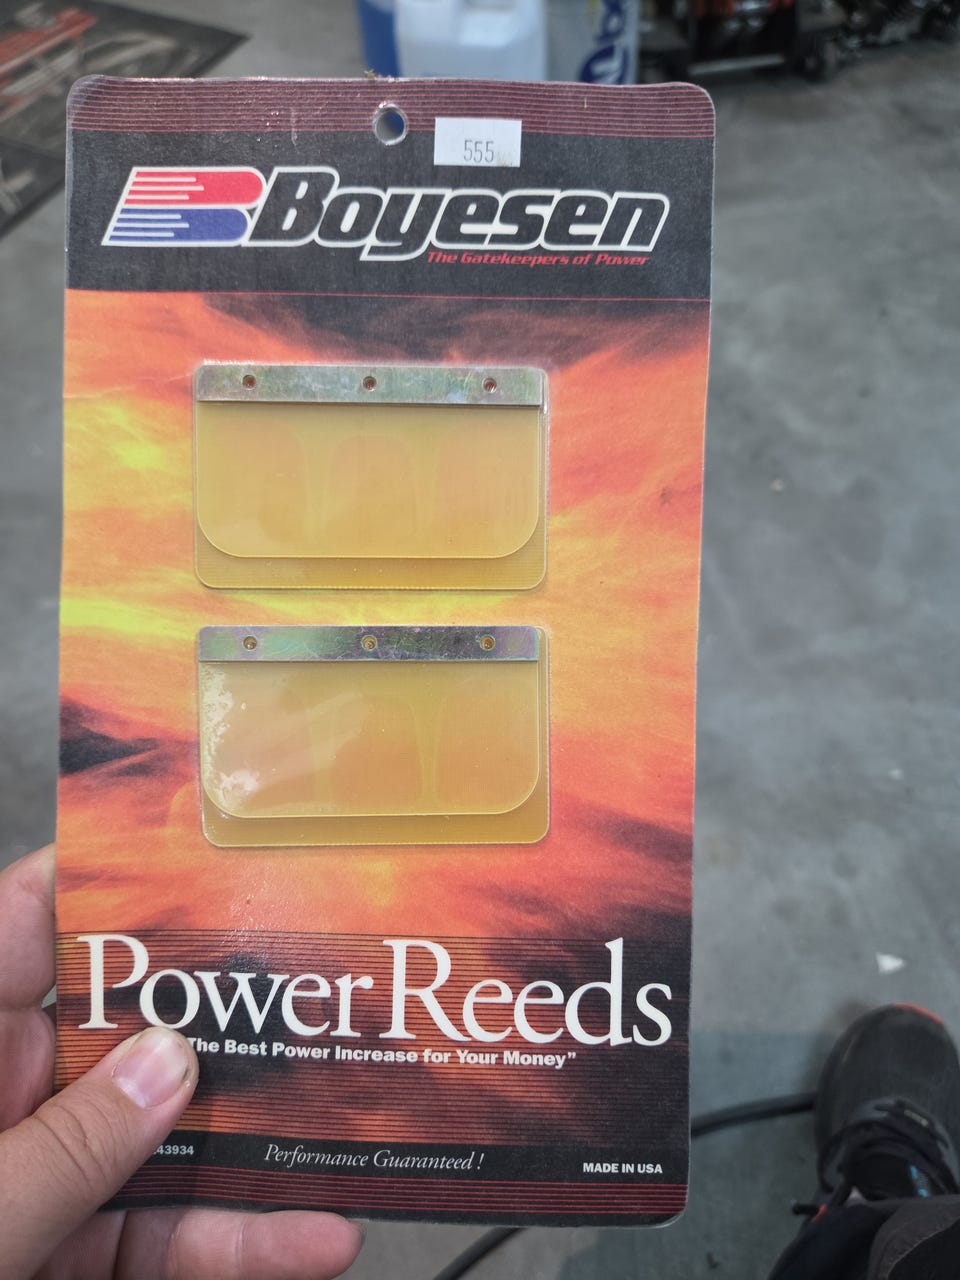 555
Boyesen
The Gatekeepers of Power
Power Reeds
The Best Power Increase for Your Money”
43934
Performance Guaranteed!
MADE IN USA